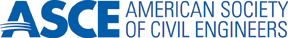 ASCE AMERICAN SOCIETY
OF CIVIL ENGINEERS